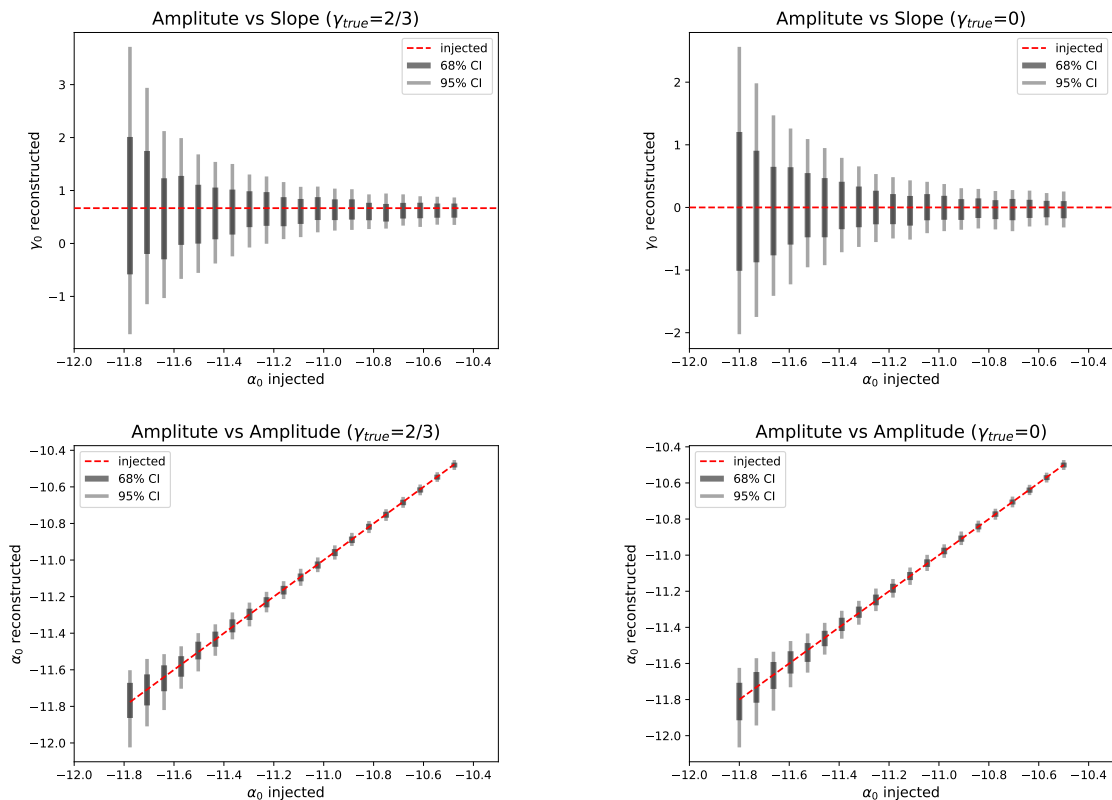 Amplitute vs Slope (γtrue=2/3)
injected
68% CI
95% CI
γ0 reconstructed
3
2
1
0
−1
−12.0 −11.8 −11.6 −11.4 −11.2 −11.0 −10.8 −10.6 −10.4
α0 injected
Amplitute vs Slope (γtrue=0)
injected
68% CI
95% CI
γ0 reconstructed
2
1
0
−1
−2
−12.0 −11.8 −11.6 −11.4 −11.2 −11.0 −10.8 −10.6 −10.4
α0 injected
Amplitute vs Amplitude (γtrue=2/3)
injected
68% CI
95% CI
α0 reconstructed
−10.4
−10.6
−10.8
−11.0
−11.2
−11.4
−11.6
−11.8
−12.0
−12.0 −11.8 −11.6 −11.4 −11.2 −11.0 −10.8 −10.6 −10.4
α0 injected
Amplitute vs Amplitude (γtrue=0)
injected
68% CI
95% CI
α0 reconstructed
−10.4
−10.6
−10.8
−11.0
−11.2
−11.4
−11.6
−11.8
−12.0
−12.0 −11.8 −11.6 −11.4 −11.2 −11.0 −10.8 −10.6 −10.4
α0 injected